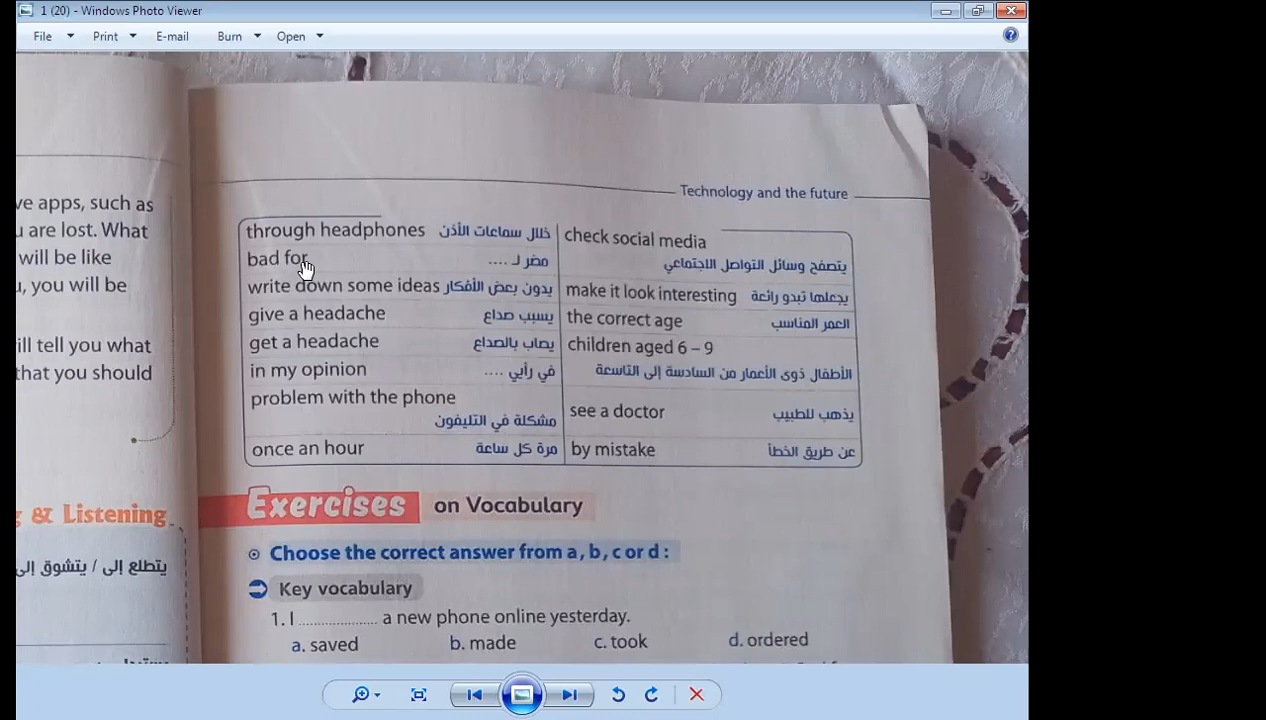 1 (20) - Windows Photo Viewer
File Print E-mail Burn Open
ve apps, such as
u are lost. What
will be like
u, you will be
ill tell you what
that you should
g & Listening
يتطلع إلى / يتشوق إلى
Technology and the future
through headphones خلال سماعات الأذن
bad for مضر لـ ....
write down some ideas يدون بعض الأفكار
give a headache يسبب صداع
get a headache يصاب بالصداع
in my opinion في رأيي ....
problem with the phone
مشكلة في التليفون
once an hour مرة كل ساعة
check social media
يتصفح وسائل التواصل الاجتماعي
make it look interesting يجعلها تبدو رائعة
the correct age العمر المناسب
children aged 6 – 9
الأطفال ذوى الأعمار من السادسة إلى التاسعة
see a doctor يذهب للطبيب
by mistake عن طريق الخطأ
Exercises on Vocabulary
Choose the correct answer from a, b, c or d :
Key vocabulary
1. I .................... a new phone online yesterday.
a. saved b. made c. took d. ordered